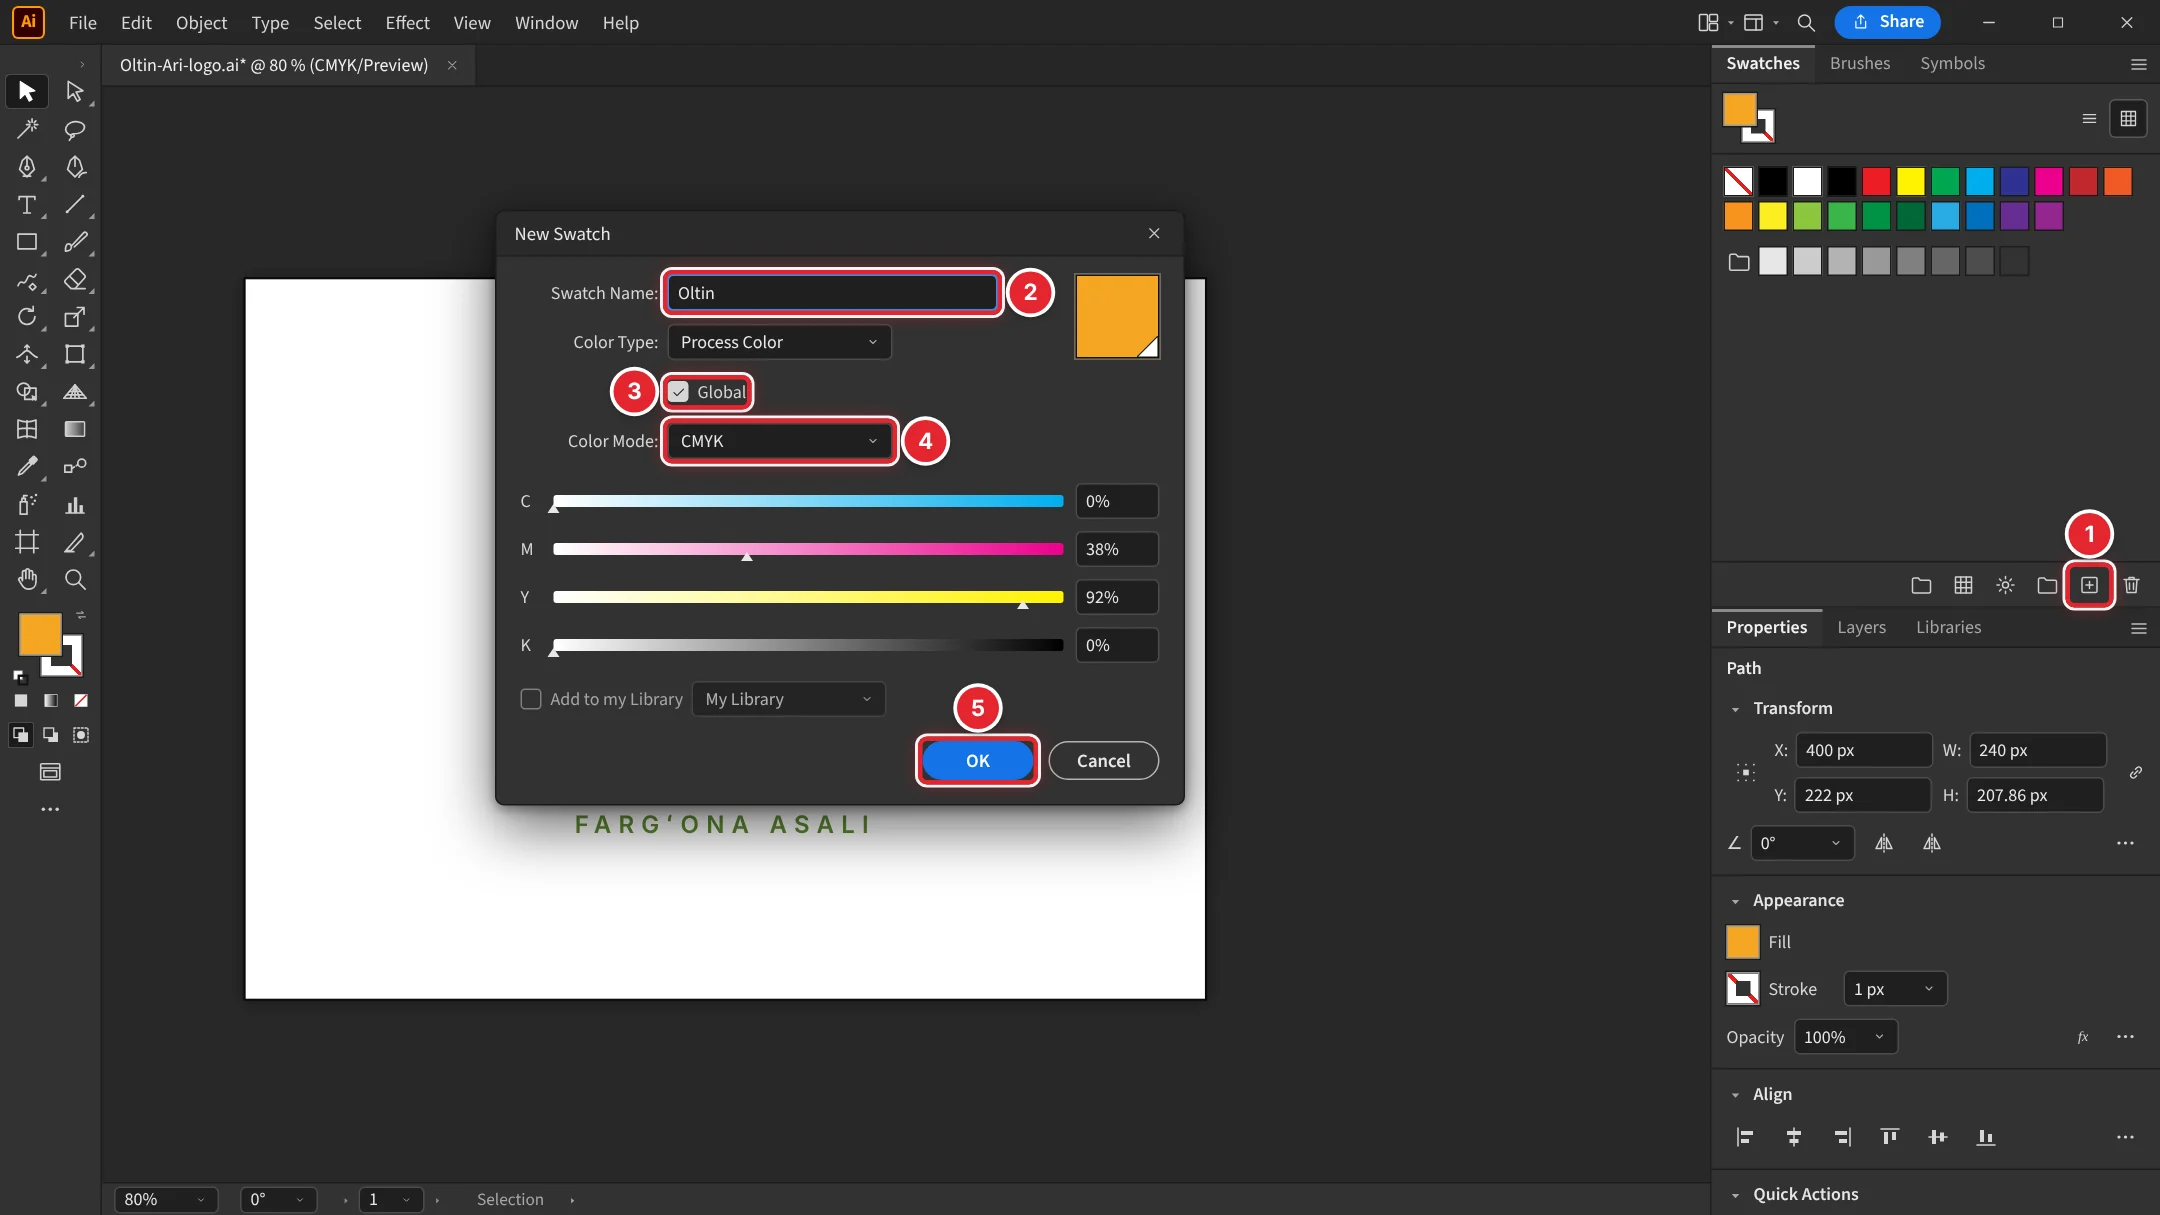 Ai File Edit Object Type Select Effect View Window Help Share
Oltin-Ari-logo.ai* @ 80 % (CMYK/Preview)
Swatches Brushes Symbols
New Swatch
Swatch Name: Oltin 2
Color Type: Process Color
3 Global
Color Mode: CMYK 4
C 0%
M 38%
Y 92%
K 0%
Add to my Library My Library
5
OK Cancel
FARGʻONA ASALI
1
Properties Layers Libraries
Path
Transform
X: 400 px W: 240 px
Y: 222 px H: 207.86 px
0°
Appearance
Fill
Stroke 1 px
Opacity 100% fx
Align
Quick Actions
80% 0° 1 Selection